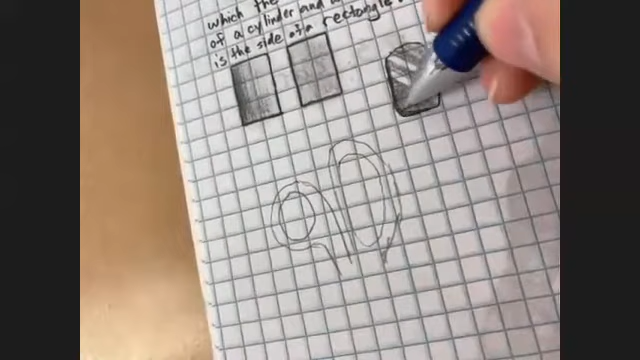 which the
of a cylinder and a
is the side of a rectangle.